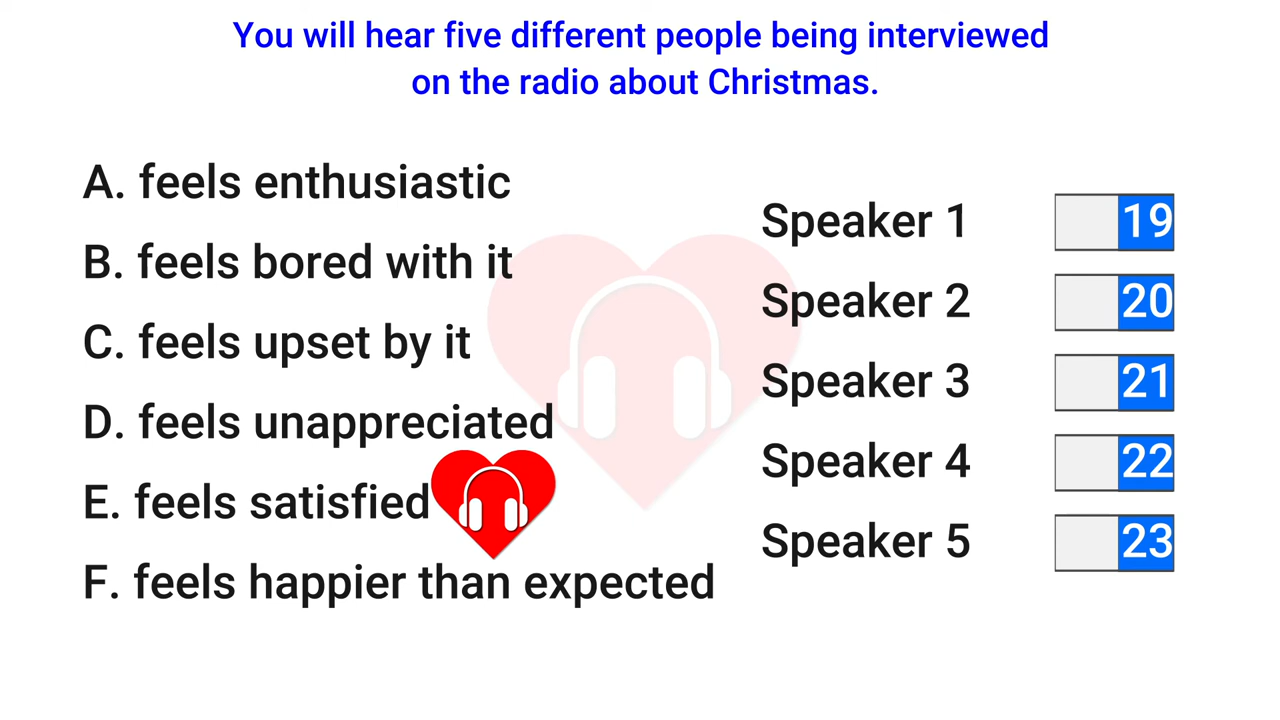 You will hear five different people being interviewed
on the radio about Christmas.
A. feels enthusiastic
B. feels bored with it
C. feels upset by it
D. feels unappreciated
E. feels satisfied
F. feels happier than expected
Speaker 1 19
Speaker 2 20
Speaker 3 21
Speaker 4 22
Speaker 5 23